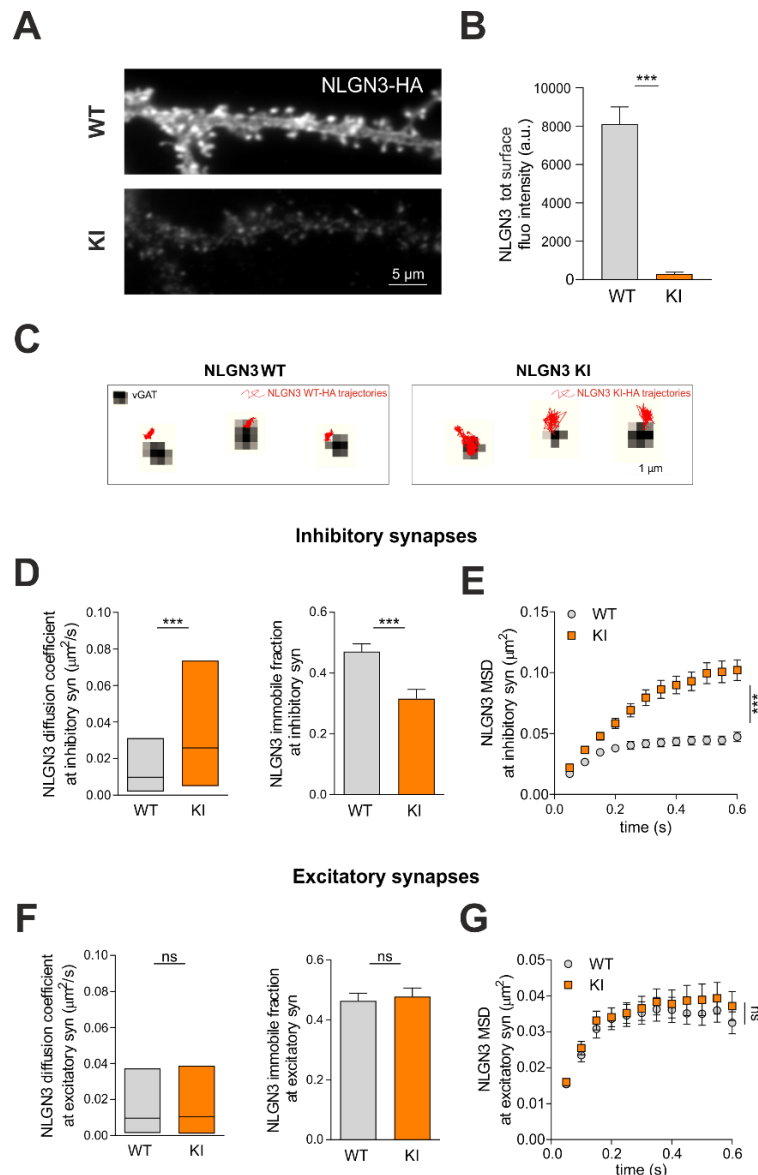 A
NLGN3-HA
WT
KI
5 µm
B
***
NLGN3 tot surface
fluo intensity (a.u.)
10000
8000
6000
4000
2000
0
WT
KI
C
NLGN3 WT
vGAT
NLGN3 WT-HA trajectories
NLGN3 KI
NLGN3 KI-HA trajectories
1 µm
Inhibitory synapses
D
NLGN3 diffusion coefficient
at inhibitory syn (µm²/s)
0.10
0.08
0.06
0.04
0.02
0.00
***
WT
KI
NLGN3 immobile fraction
at inhibitory syn
0.6
0.4
0.2
0.0
***
WT
KI
E
NLGN3 MSD
at inhibitory syn (µm²)
0.15
0.10
0.05
0.00
WT
KI
***
0.0
0.2
0.4
0.6
time (s)
Excitatory synapses
F
NLGN3 diffusion coefficient
at excitatory syn (µm²/s)
0.10
0.08
0.06
0.04
0.02
0.00
ns
WT
KI
NLGN3 immobile fraction
at excitatory syn
0.6
0.4
0.2
0.0
ns
WT
KI
G
NLGN3 MSD
at excitatory syn (µm²)
0.05
0.04
0.03
0.02
0.01
0.00
WT
KI
ns
0.0
0.2
0.4
0.6
time (s)